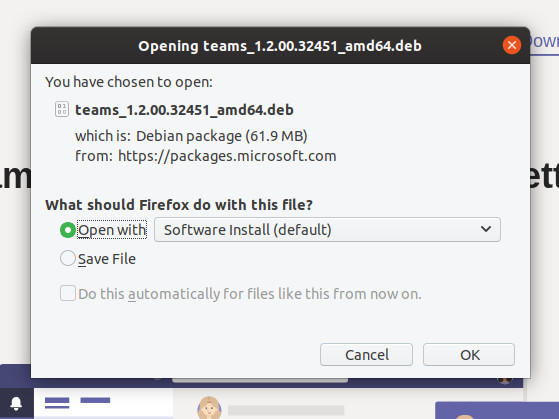 Opening teams_1.2.00.32451_amd64.deb
You have chosen to open:
teams_1.2.00.32451_amd64.deb
which is: Debian package (61.9 MB)
from: https://packages.microsoft.com
What should Firefox do with this file?
Open with Software Install (default)
Save File
Do this automatically for files like this from now on.
Cancel OK